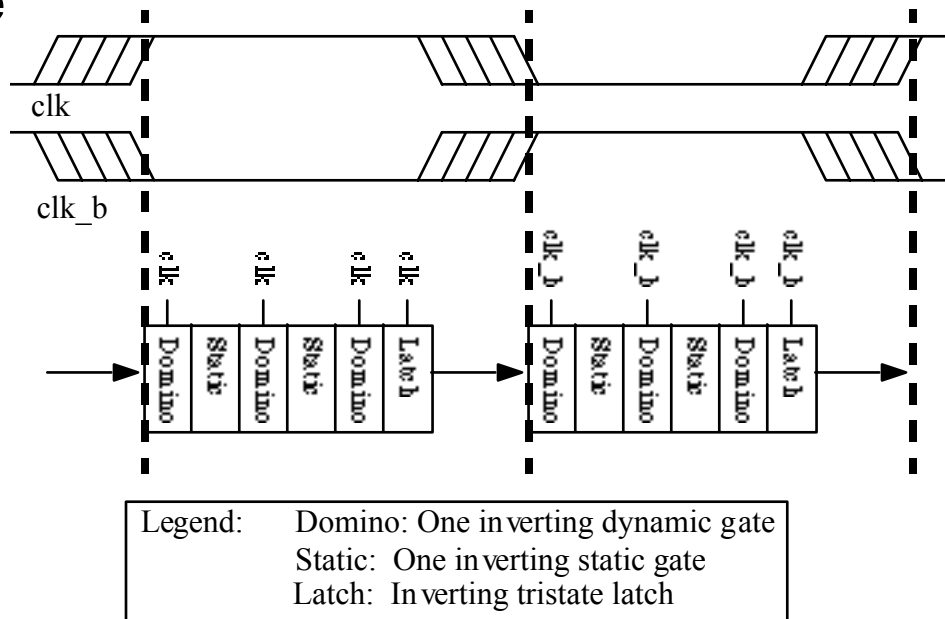 e
clk
clk_b
clk
clk
clk
clk
clk_b
clk_b
clk_b
clk_b
Domino
Static
Domino
Static
Domino
Latch
Domino
Static
Domino
Static
Domino
Latch
Legend: Domino: One inverting dynamic gate
Static: One inverting static gate
Latch: Inverting tristate latch